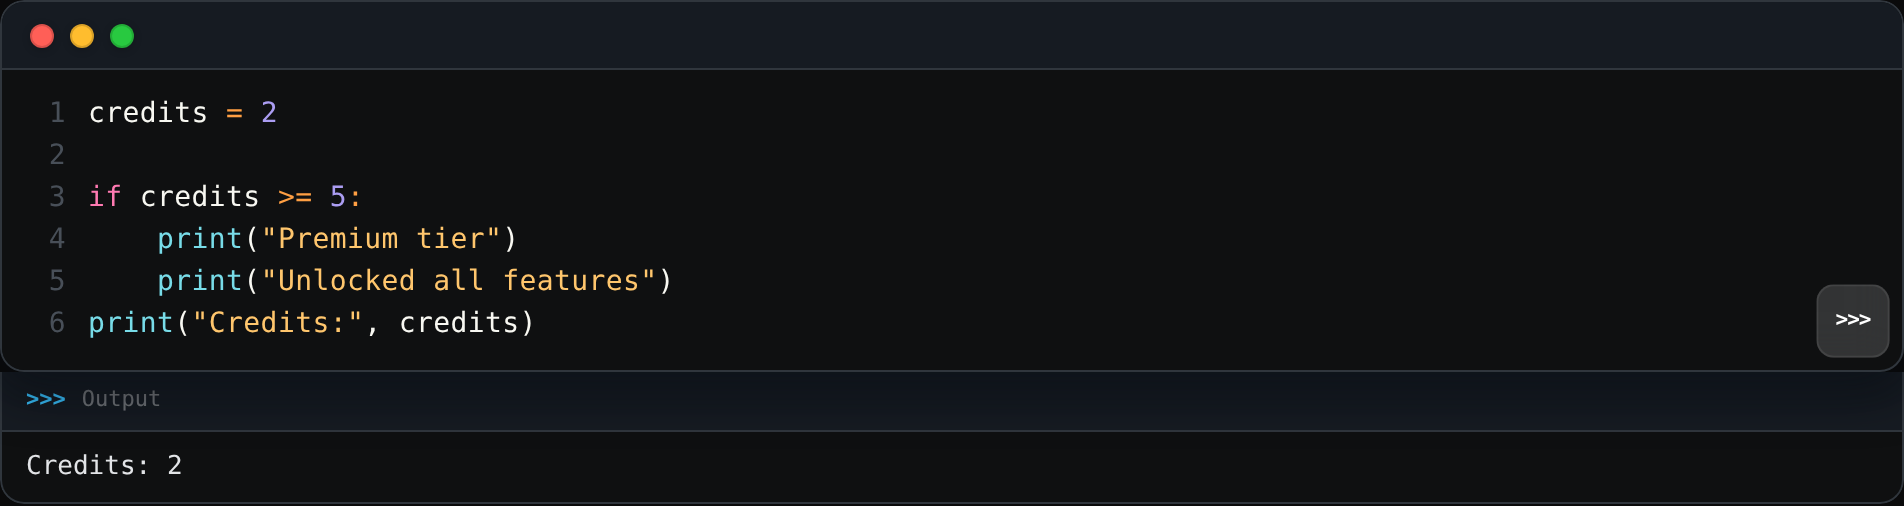 1 credits = 2
2
3 if credits >= 5:
4     print("Premium tier")
5     print("Unlocked all features")
6 print("Credits:", credits)
>>>
>>> Output
Credits: 2